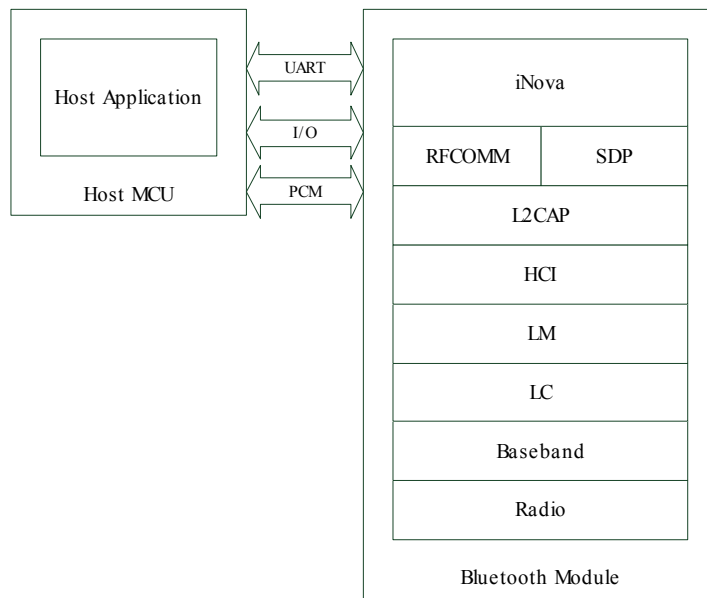 Host Application
Host MCU
UART
I/O
PCM
iNova
RFCOMM
SDP
L2CAP
HCI
LM
LC
Baseband
Radio
Bluetooth Module